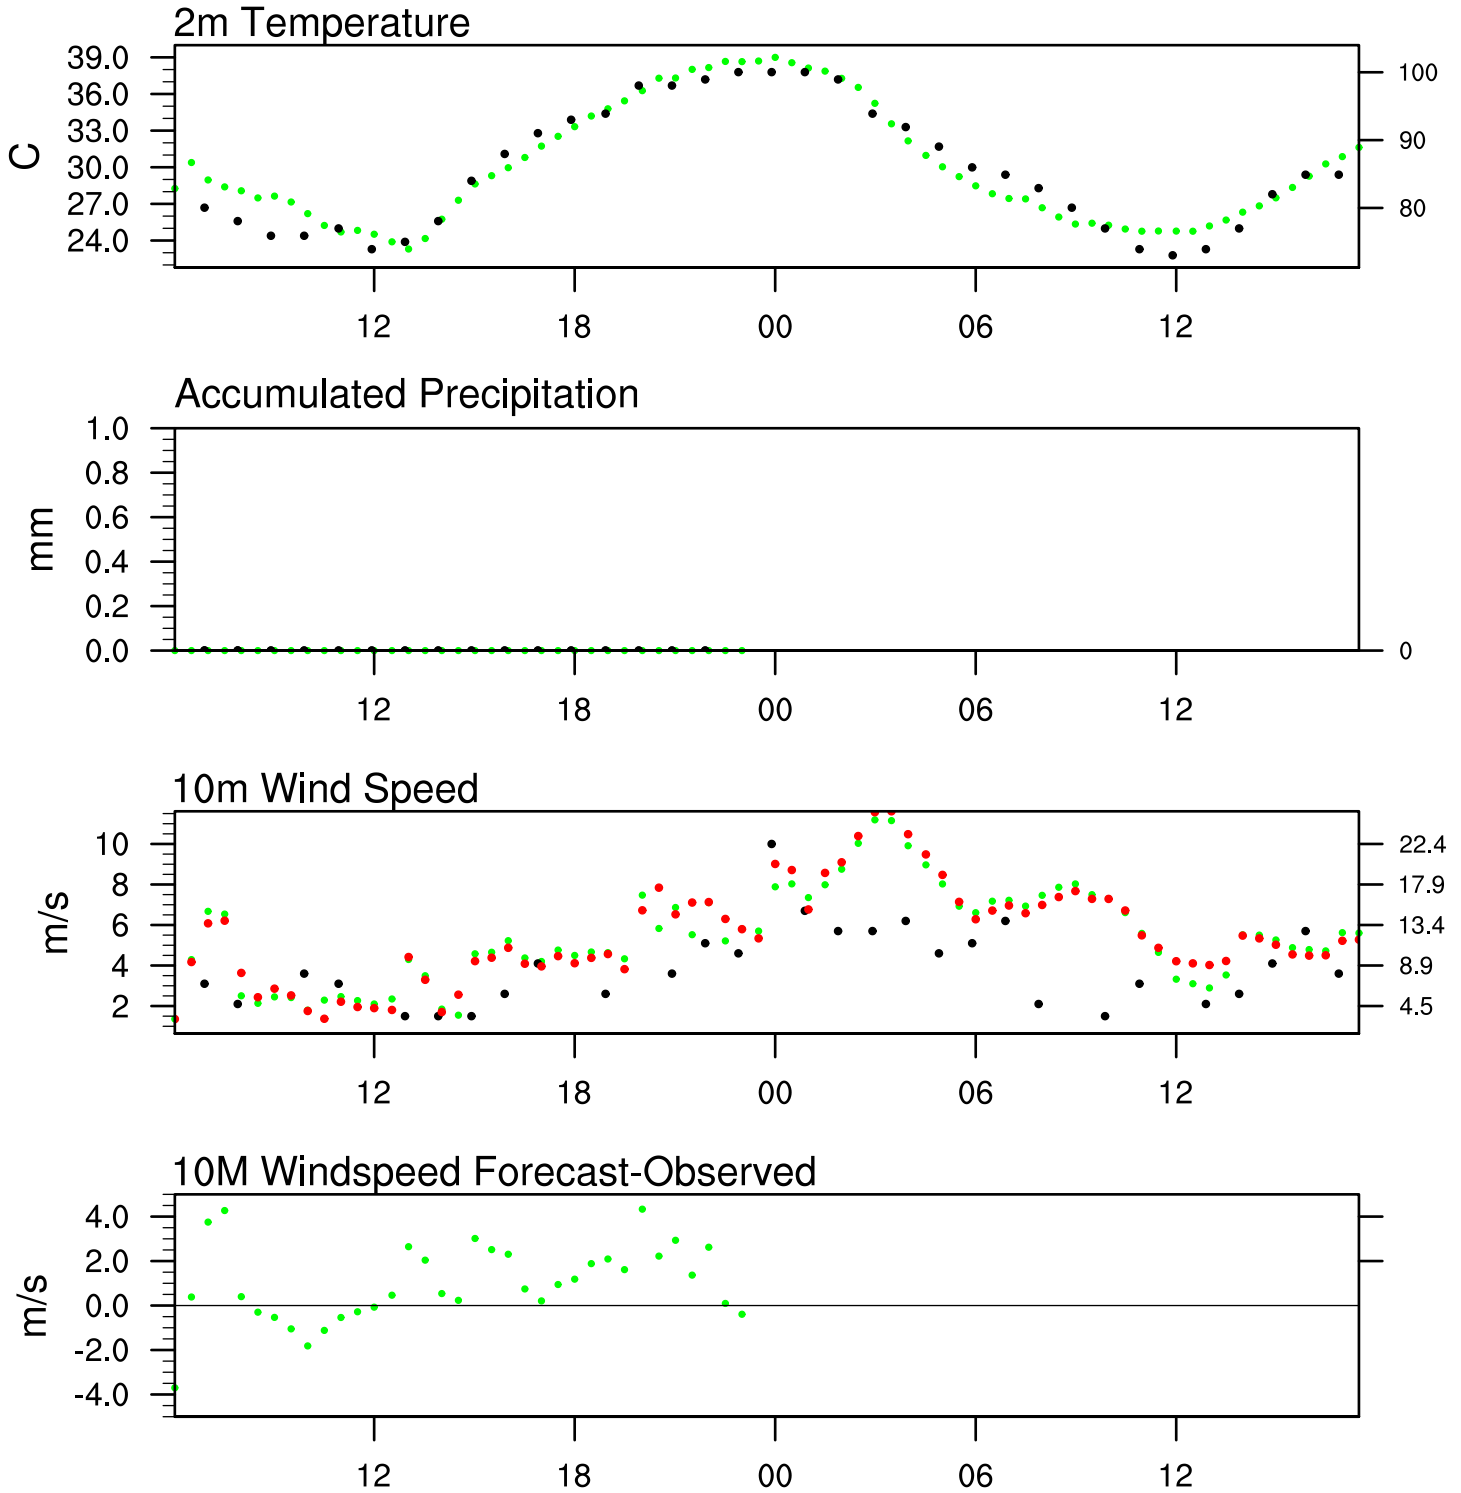 2m Temperature
39.0
36.0
33.0
30.0
27.0
24.0
C
100
90
80
12 18 00 06 12
Accumulated Precipitation
1.0
0.8
0.6
0.4
0.2
0.0
mm
0
12 18 00 06 12
10m Wind Speed
10
8
6
4
2
m/s
22.4
17.9
13.4
8.9
4.5
12 18 00 06 12
10M Windspeed Forecast-Observed
4.0
2.0
0.0
-2.0
-4.0
m/s
12 18 00 06 12